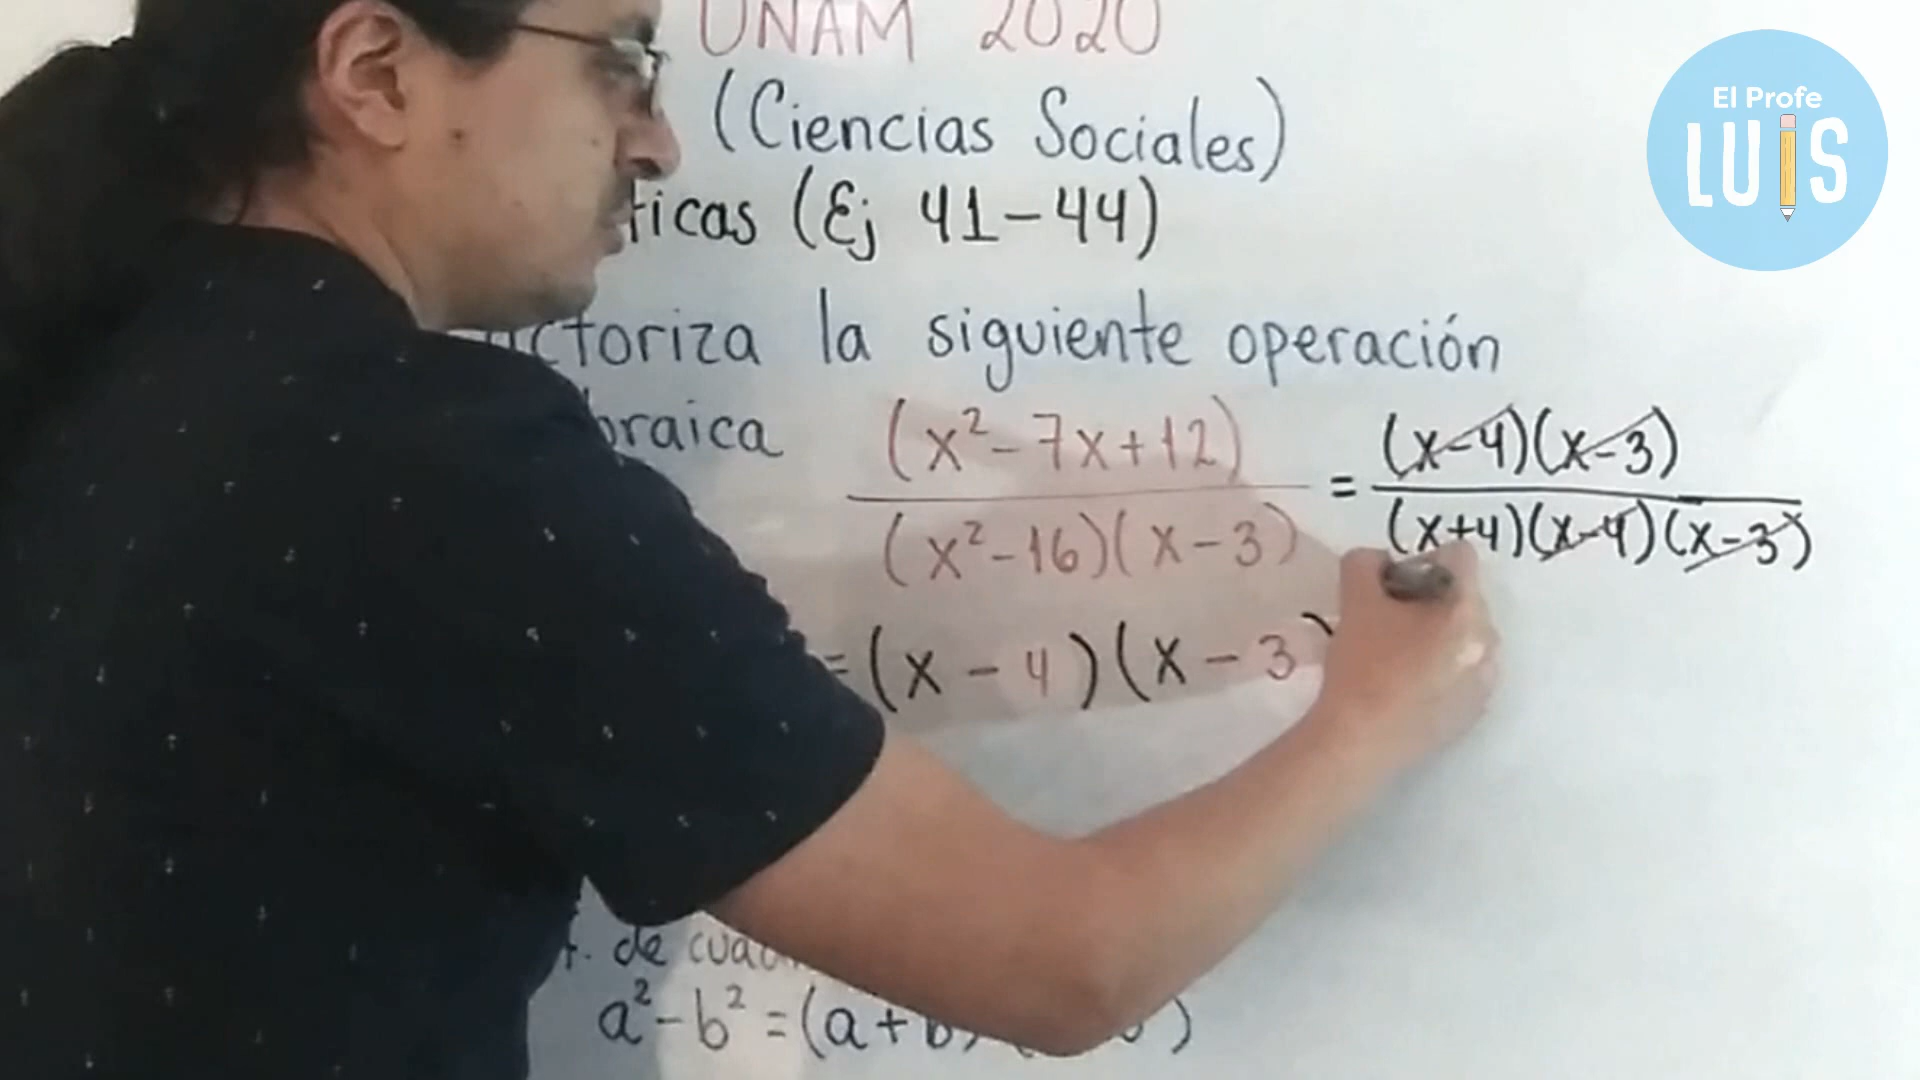 UNAM 2020
(Ciencias Sociales)
ticas (Ej 41-44)
ctoriza la siguiente operación
braica
(x²-7x+12)
(x²-16)(x-3)
= (x-4)(x-3)
(x+4)(x-4)(x-3)
=(x-4)(x-3)
. de cuad
a²-b²=(a+b)
El Profe
LUIS